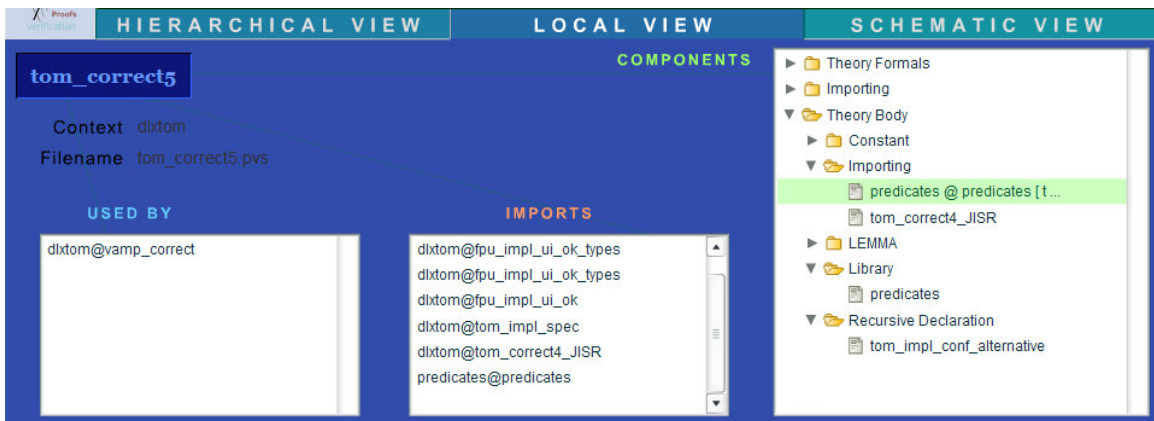 Proofs
verification
HIERARCHICAL VIEW
LOCAL VIEW
SCHEMATIC VIEW
tom_correct5
COMPONENTS
Context dlxtom
Filename tom_correct5.pvs
USED BY
dlxtom@vamp_correct
IMPORTS
dlxtom@fpu_impl_ui_ok_types
dlxtom@fpu_impl_ui_ok_types
dlxtom@fpu_impl_ui_ok
dlxtom@tom_impl_spec
dlxtom@tom_correct4_JISR
predicates@predicates
Theory Formals
Importing
Theory Body
Constant
Importing
predicates @ predicates [ t ...
tom_correct4_JISR
LEMMA
Library
predicates
Recursive Declaration
tom_impl_conf_alternative